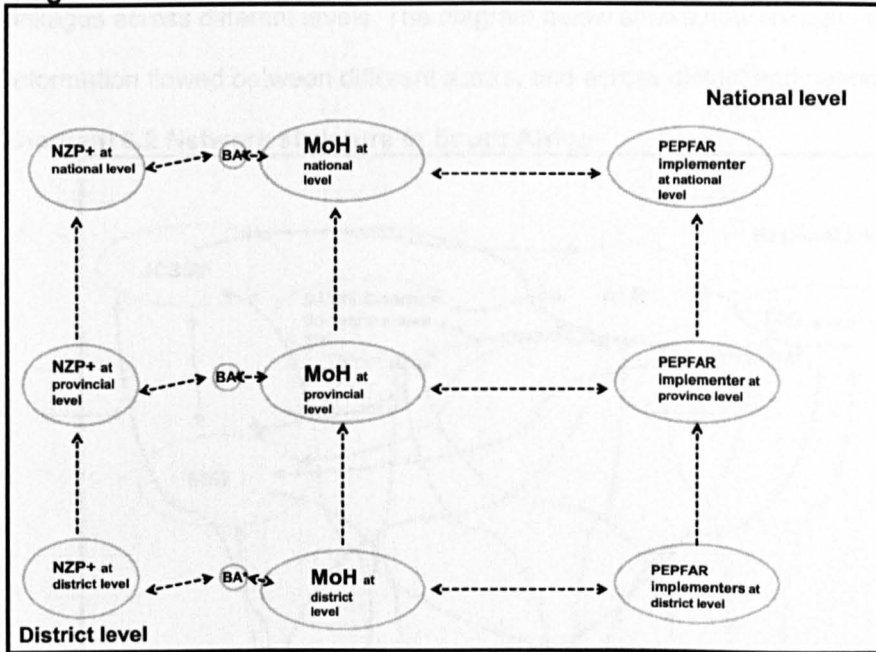 National level
NZP+ at
national level
BA
MoH at
national
level
PEPFAR
implementer
at national
level
NZP+ at
provincial
level
BA
MoH at
provincial
level
PEPFAR
implementer at
province level
NZP+ at
district level
BA
MoH at
district
level
PEPFAR
implementers at
district level
District level